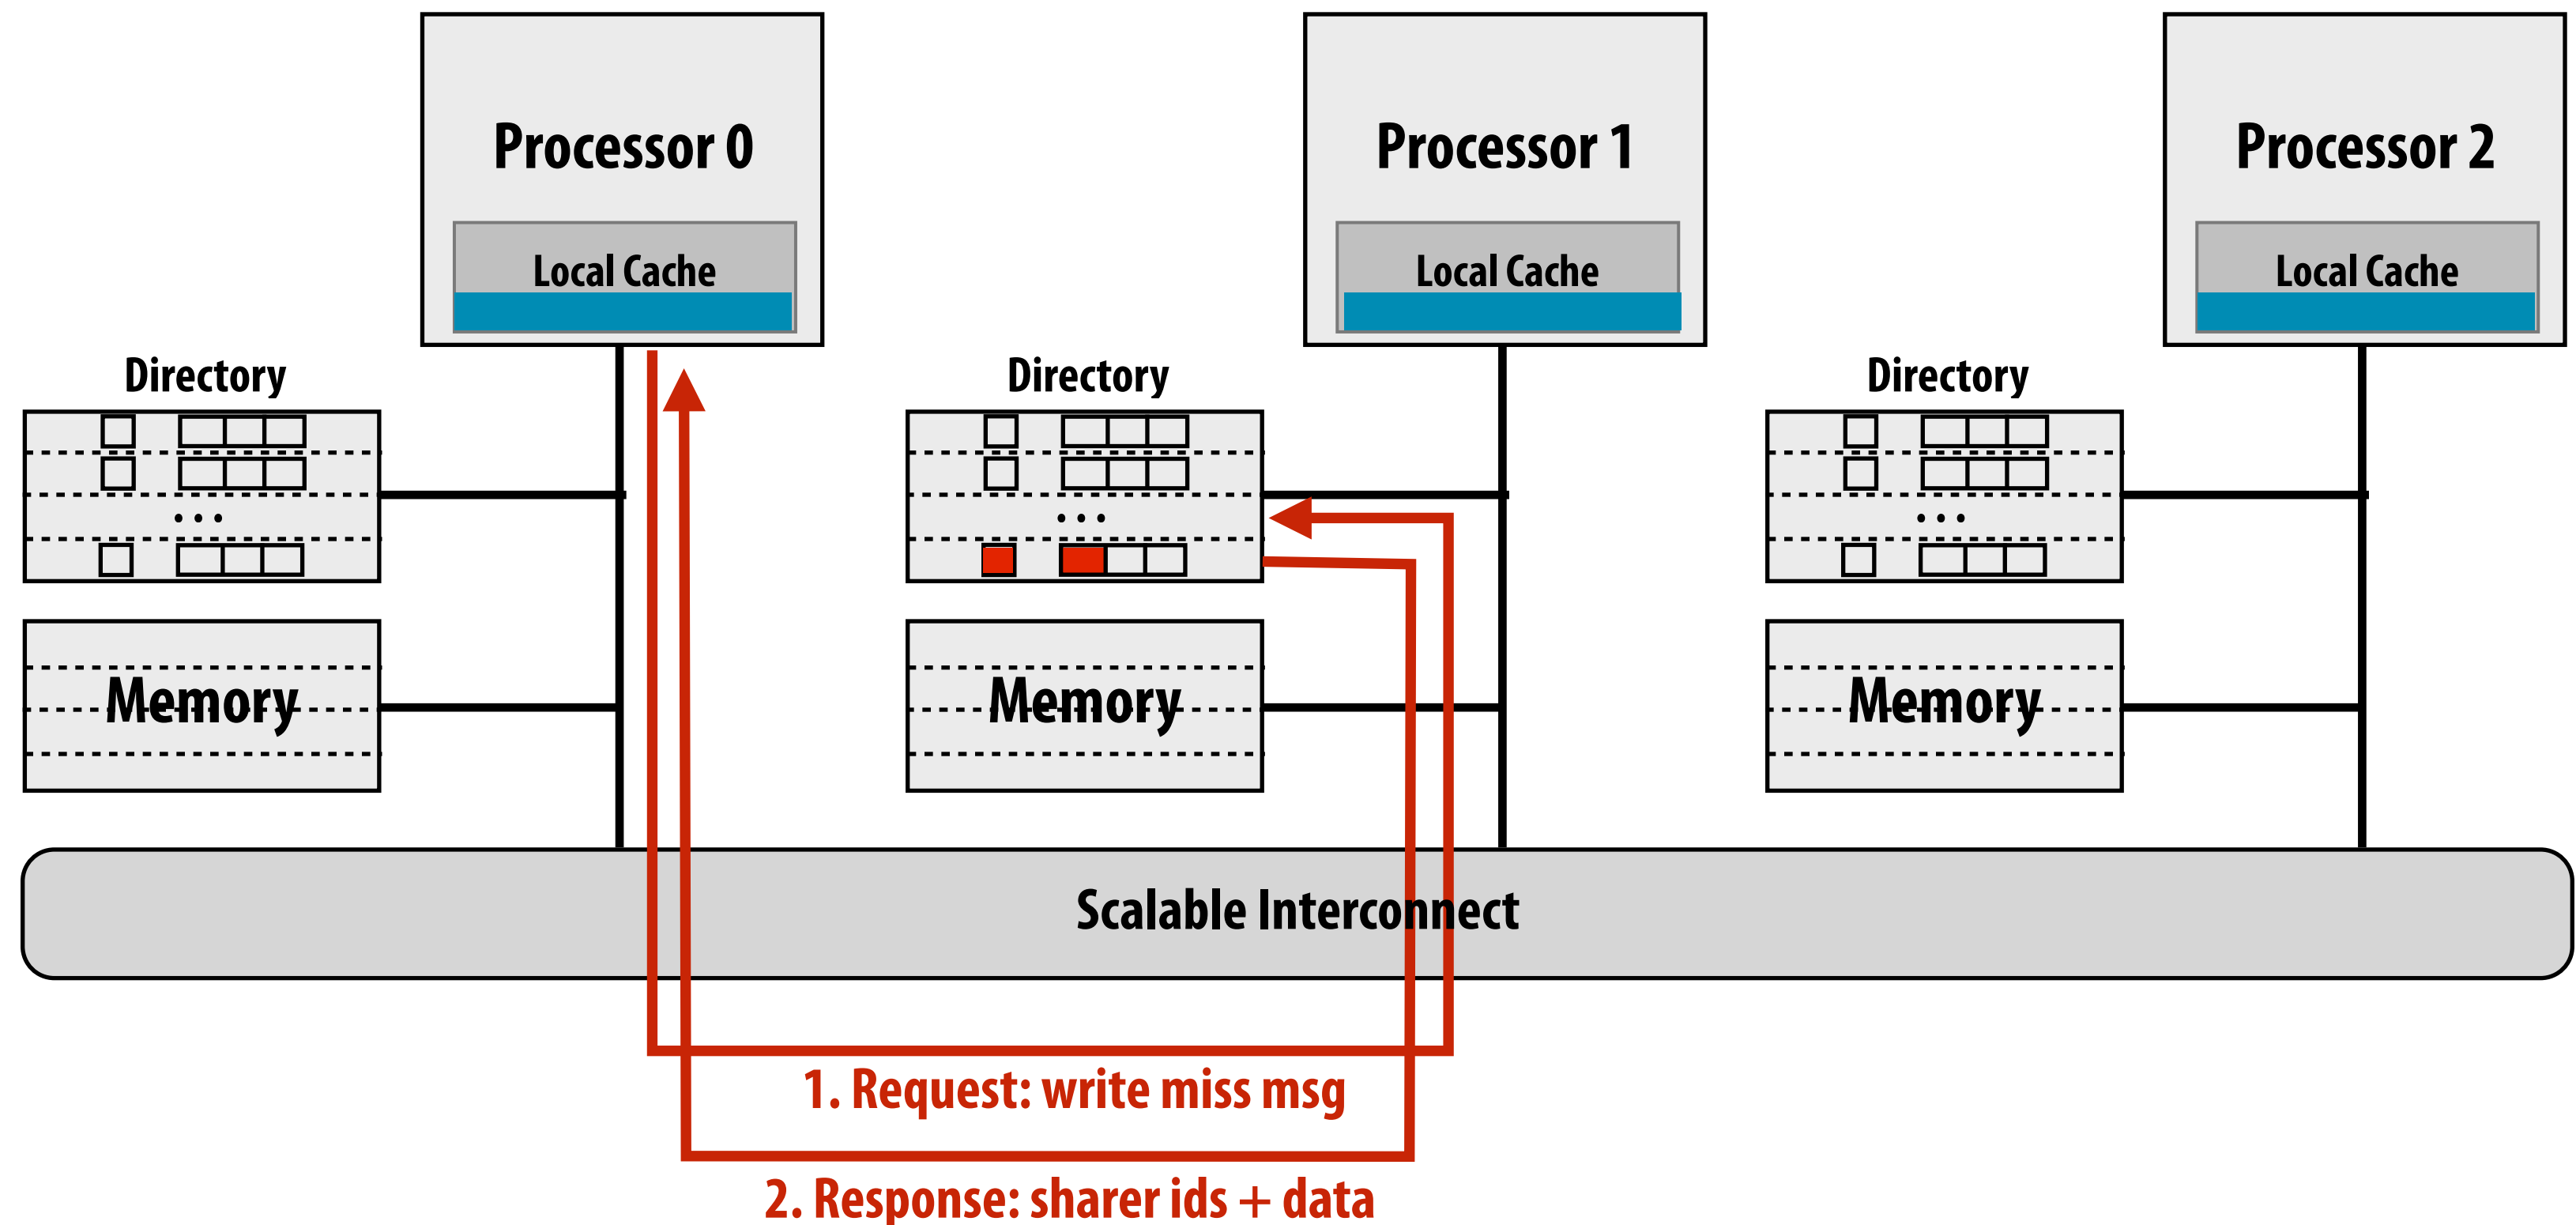 Processor 0
Processor 1
Processor 2
Local Cache
Local Cache
Local Cache
Directory
Directory
Directory
• • •
• • •
• • •
Memory
Memory
Memory
Scalable Interconnect
1. Request: write miss msg
2. Response: sharer ids + data